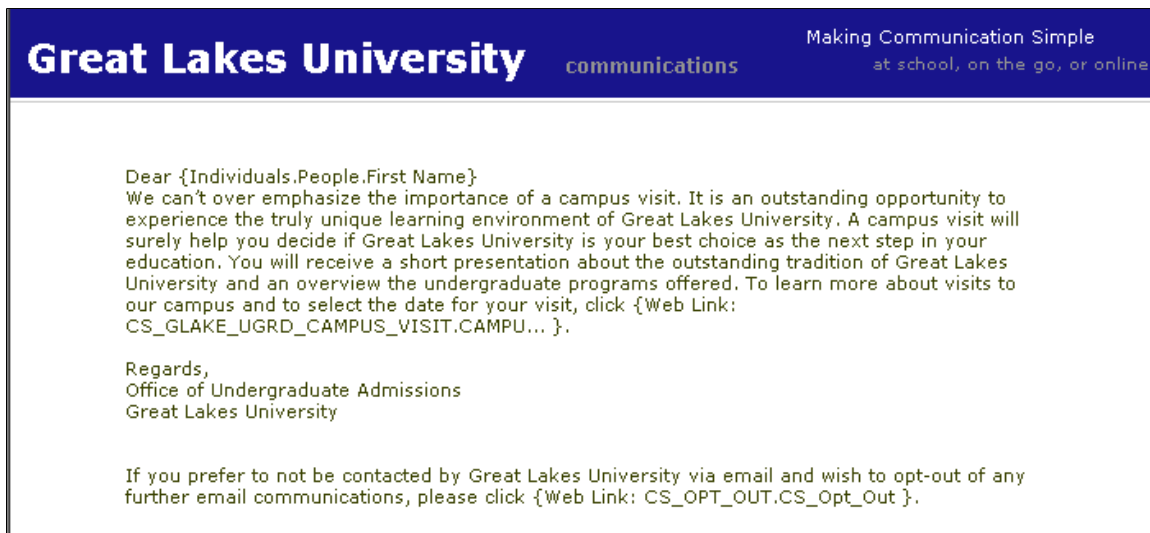 Great Lakes University communications Making Communication Simple
at school, on the go, or online
Dear {Individuals.People.First Name}
We can't over emphasize the importance of a campus visit. It is an outstanding opportunity to
experience the truly unique learning environment of Great Lakes University. A campus visit will
surely help you decide if Great Lakes University is your best choice as the next step in your
education. You will receive a short presentation about the outstanding tradition of Great Lakes
University and an overview the undergraduate programs offered. To learn more about visits to
our campus and to select the date for your visit, click {Web Link:
CS_GLAKE_UGRD_CAMPUS_VISIT.CAMPU... }.
Regards,
Office of Undergraduate Admissions
Great Lakes University
If you prefer to not be contacted by Great Lakes University via email and wish to opt-out of any
further email communications, please click {Web Link: CS_OPT_OUT.CS_Opt_Out }.